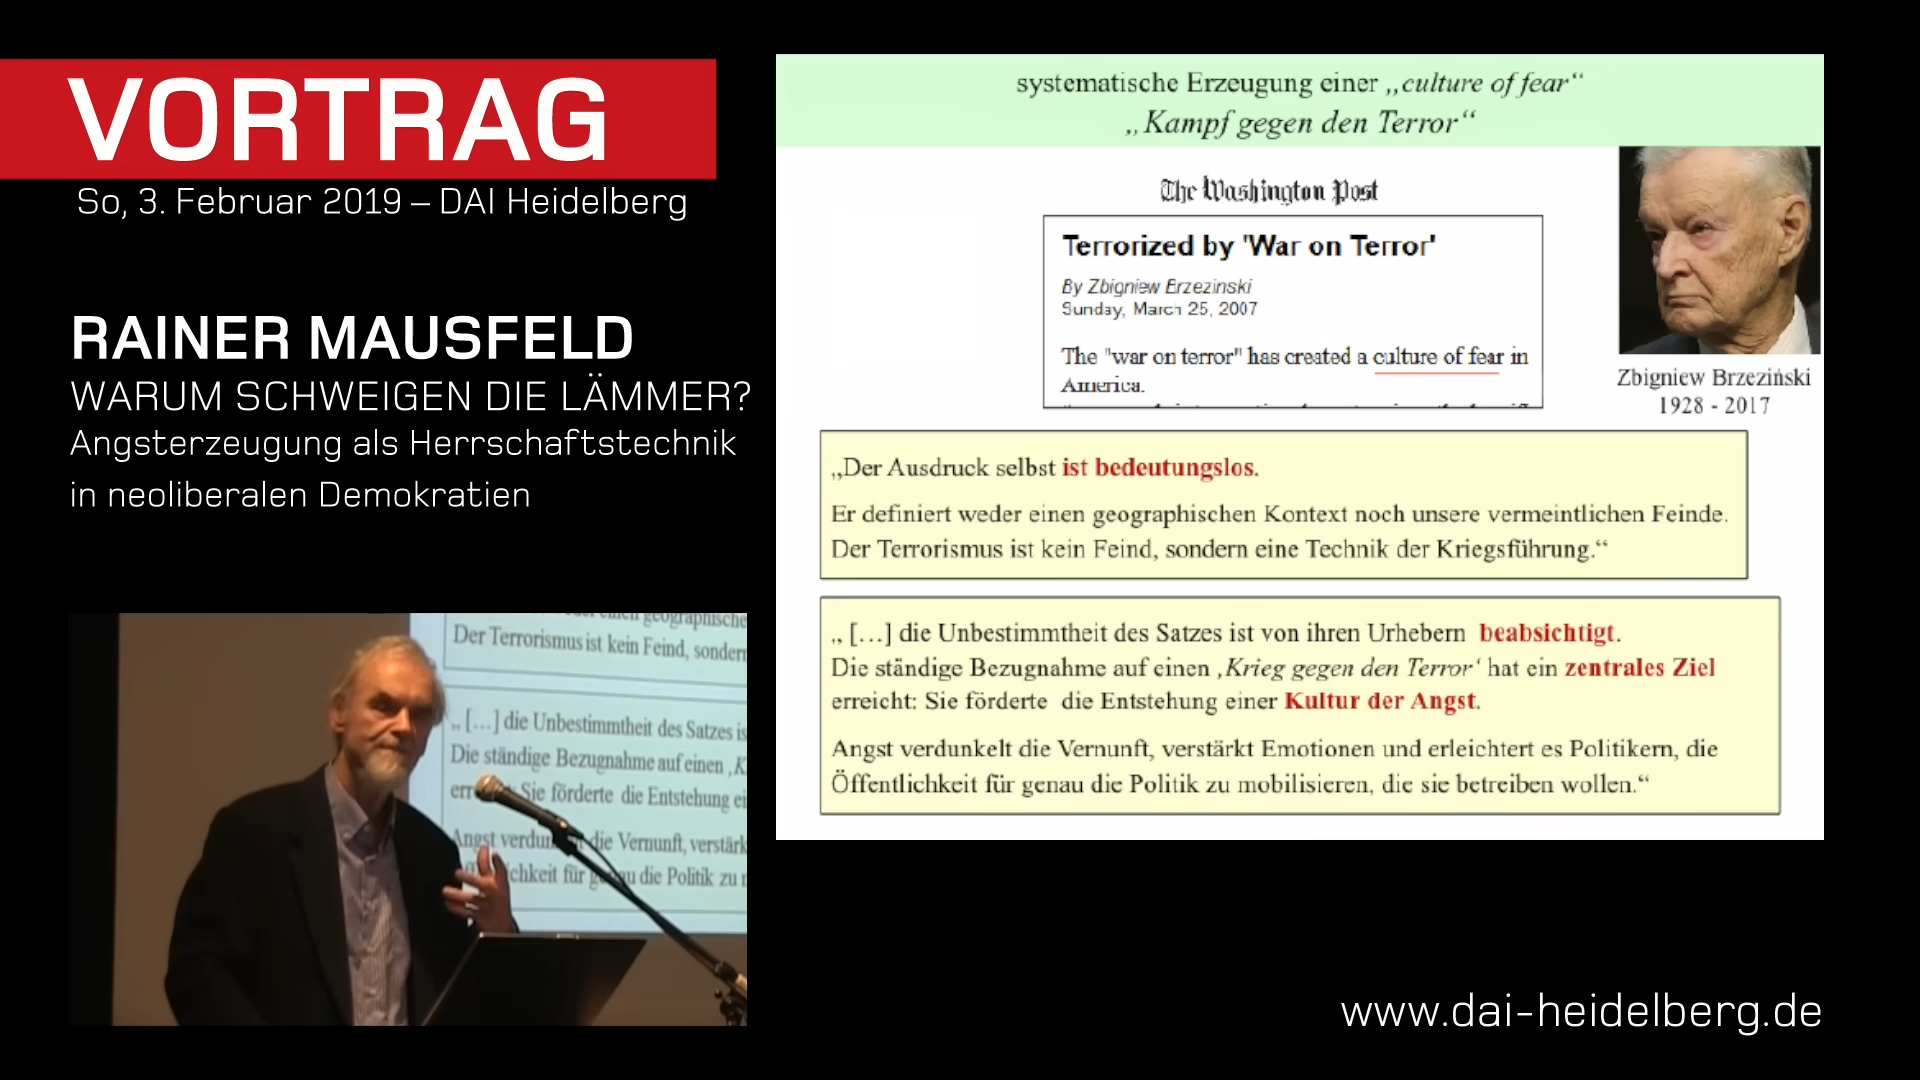 VORTRAG
So, 3. Februar 2019 – DAI Heidelberg
RAINER MAUSFELD
WARUM SCHWEIGEN DIE LÄMMER?
Angsterzeugung als Herrschaftstechnik
in neoliberalen Demokratien
systematische Erzeugung einer „culture of fear“
„Kampf gegen den Terror“
The Washington Post
Terrorized by 'War on Terror'
By Zbigniew Brzezinski
Sunday, March 25, 2007
The "war on terror" has created a culture of fear in
America.
Zbigniew Brzeziński
1928 - 2017
„Der Ausdruck selbst ist bedeutungslos.
Er definiert weder einen geographischen Kontext noch unsere vermeintlichen Feinde.
Der Terrorismus ist kein Feind, sondern eine Technik der Kriegsführung.“
„ […] die Unbestimmtheit des Satzes ist von ihren Urhebern beabsichtigt.
Die ständige Bezugnahme auf einen ‚Krieg gegen den Terror‘ hat ein zentrales Ziel
erreicht: Sie förderte die Entstehung einer Kultur der Angst.
Angst verdunkelt die Vernunft, verstärkt Emotionen und erleichtert es Politikern, die
Öffentlichkeit für genau die Politik zu mobilisieren, die sie betreiben wollen.“
geographische
Der Terrorismus ist kein Feind, sondern
„ […] die Unbestimmtheit des Satzes is
Die ständige Bezugnahme auf einen ‚K
Sie förderte die Entstehung ei
Angst die Vernunft, verstärk
für die Politik zu
www.dai-heidelberg.de